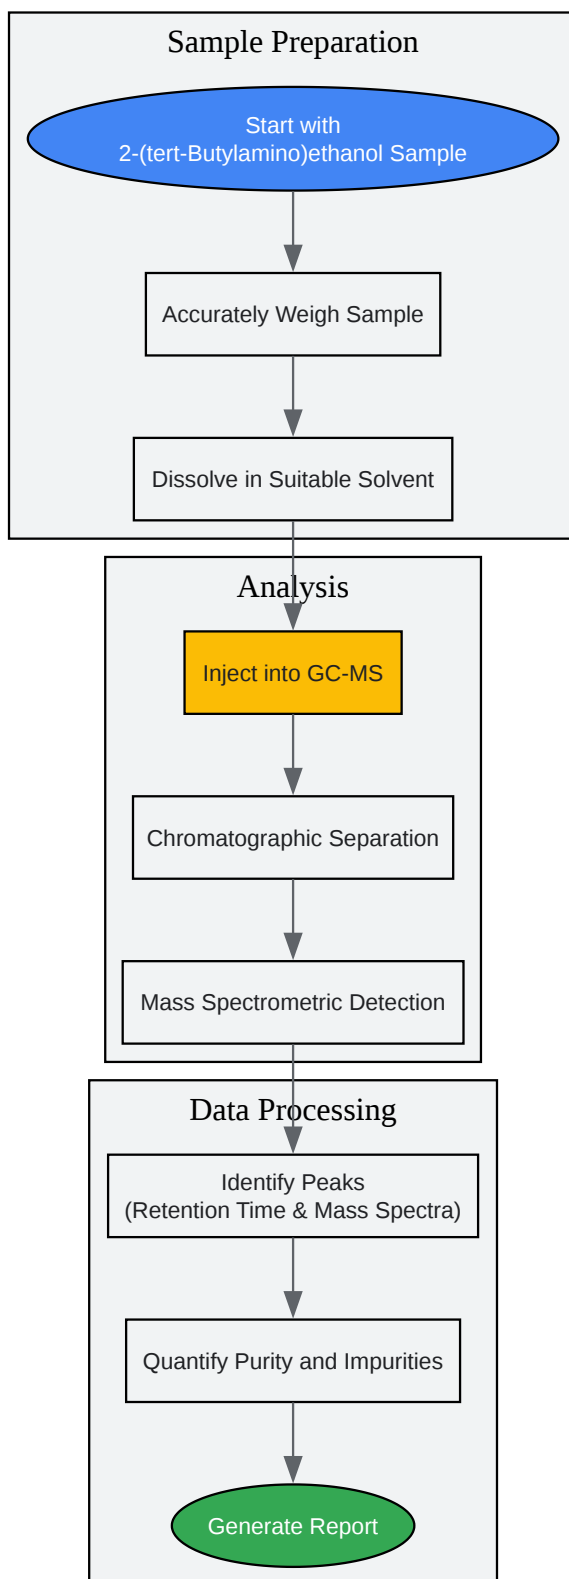 Sample Preparation
Start with
2-(tert-Butylamino)ethanol Sample
Accurately Weigh Sample
Dissolve in Suitable Solvent
Analysis
Inject into GC-MS
Chromatographic Separation
Mass Spectrometric Detection
Data Processing
Identify Peaks
(Retention Time & Mass Spectra)
Quantify Purity and Impurities
Generate Report